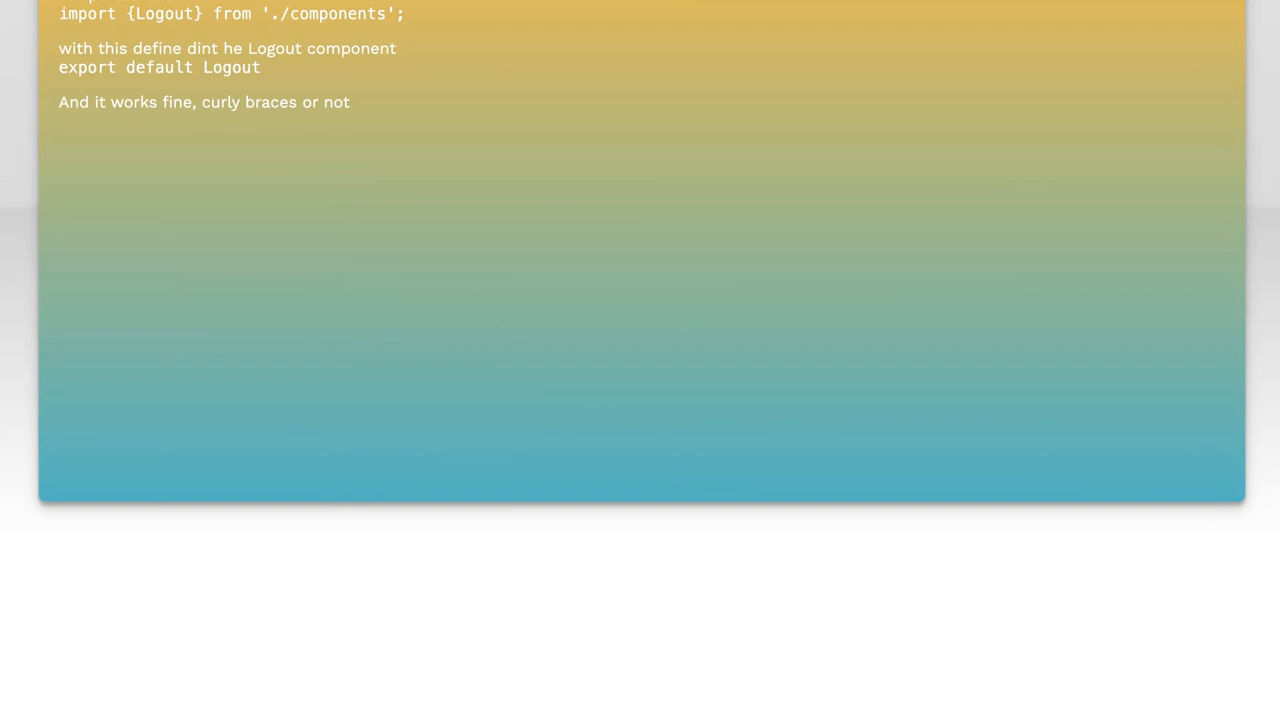 import {Logout} from './components';
with this define dint he Logout component
export default Logout
And it works fine, curly braces or not